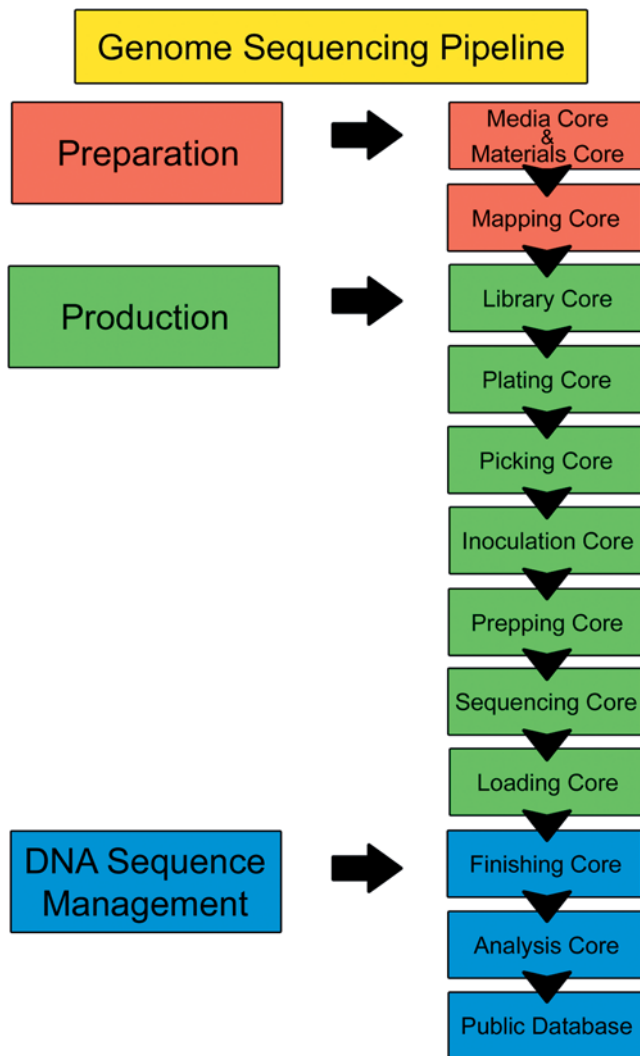 Genome Sequencing Pipeline
Preparation
Media Core
&
Materials Core
Mapping Core
Production
Library Core
Plating Core
Picking Core
Inoculation Core
Prepping Core
Sequencing Core
Loading Core
DNA Sequence
Management
Finishing Core
Analysis Core
Public Database